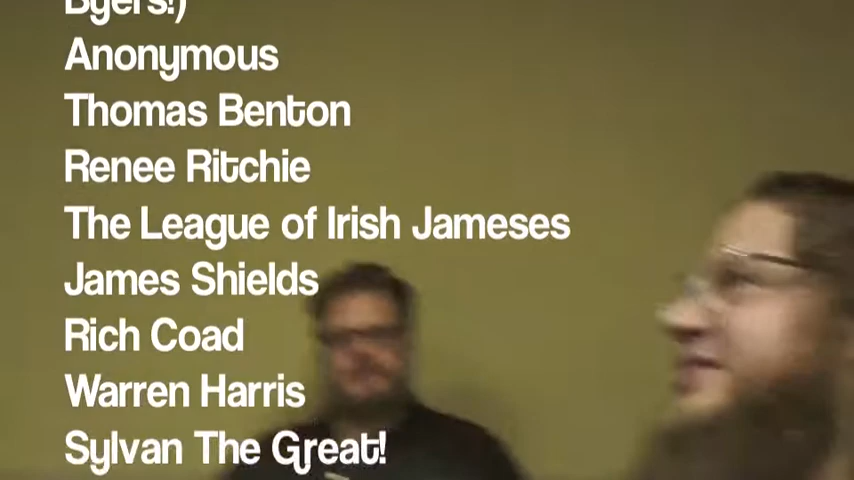 Byers!)
Anonymous
Thomas Benton
Renee Ritchie
The League of Irish Jameses
James Shields
Rich Coad
Warren Harris
Sylvan The Great!